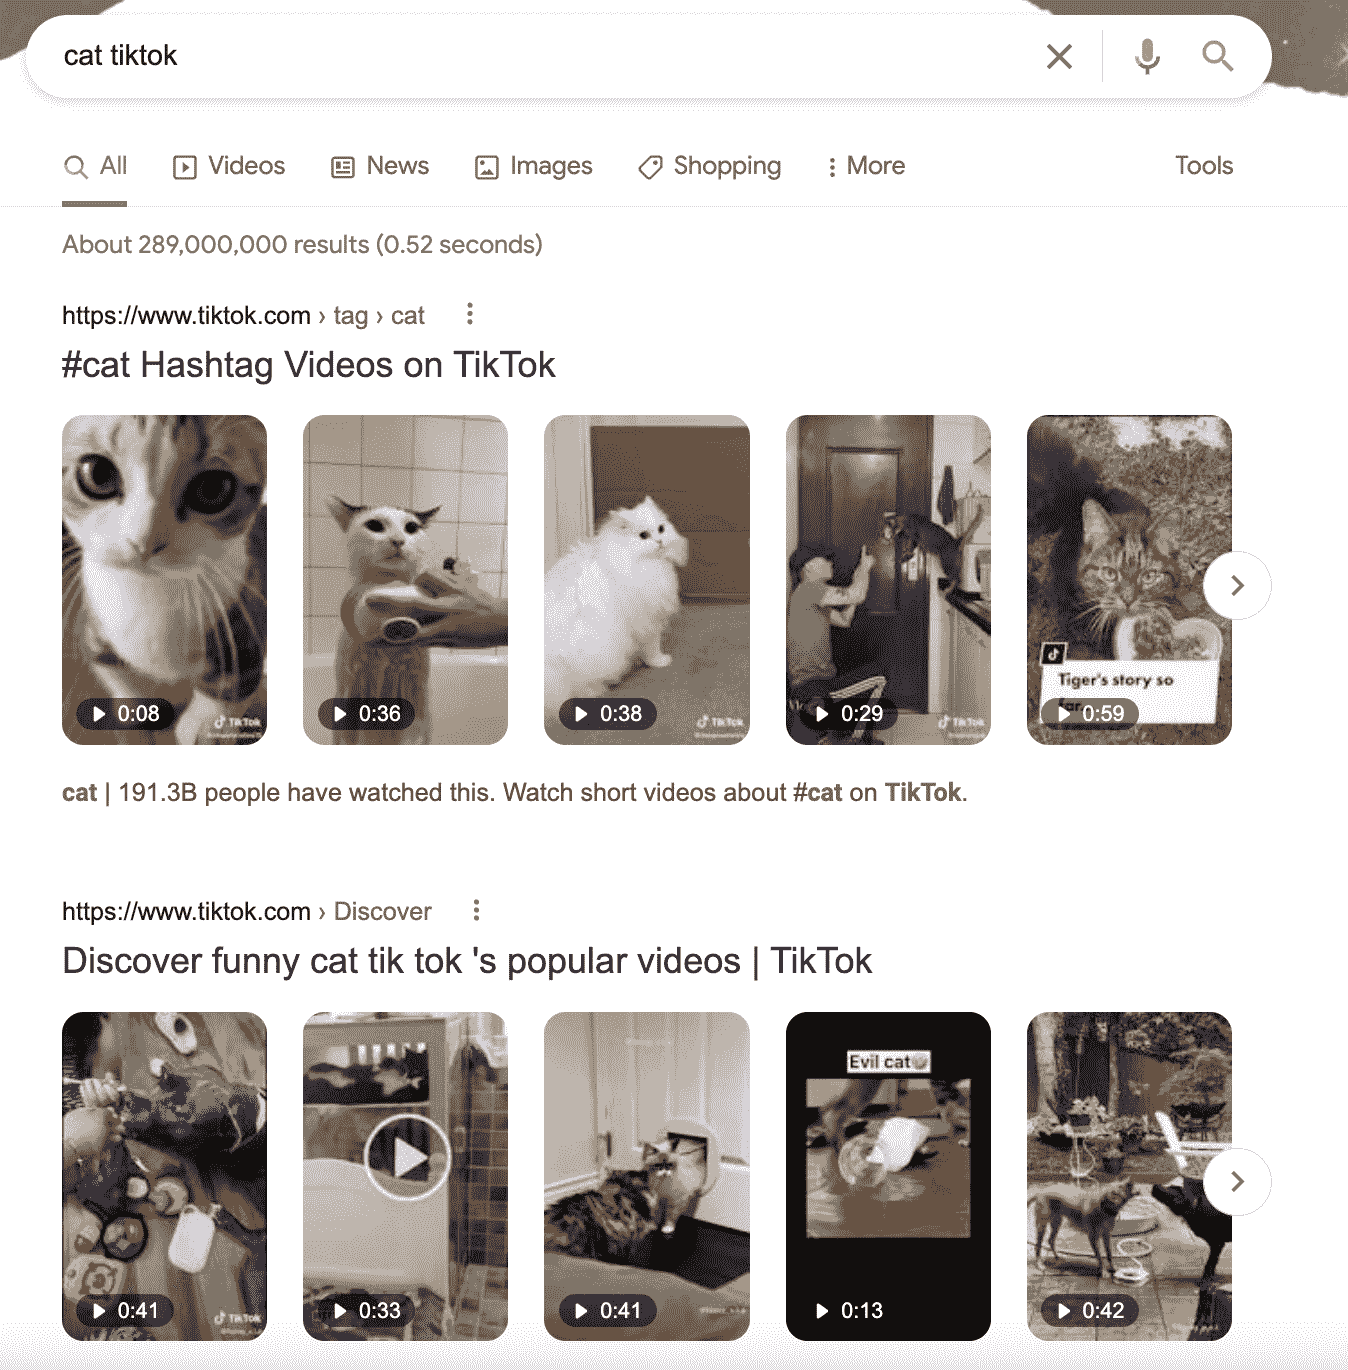 cat tiktok
All Videos News Images Shopping More Tools
About 289,000,000 results (0.52 seconds)
https://www.tiktok.com › tag › cat
#cat Hashtag Videos on TikTok
Tiger's story so
far.
0:08 0:36 0:38 0:29 0:59
TikTok TikTok TikTok
cat | 191.3B people have watched this. Watch short videos about #cat on TikTok.
https://www.tiktok.com › Discover
Discover funny cat tik tok 's popular videos | TikTok
Evil cat
0:41 0:33 0:41 0:13 0:42
TikTok